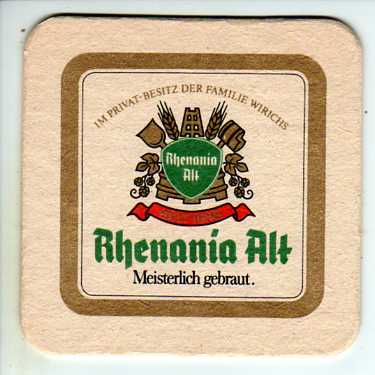 IM PRIVAT-BESITZ DER FAMILIE WIRICHS
Rhenania
Alt
Rhenania Alt
Meisterlich gebraut.